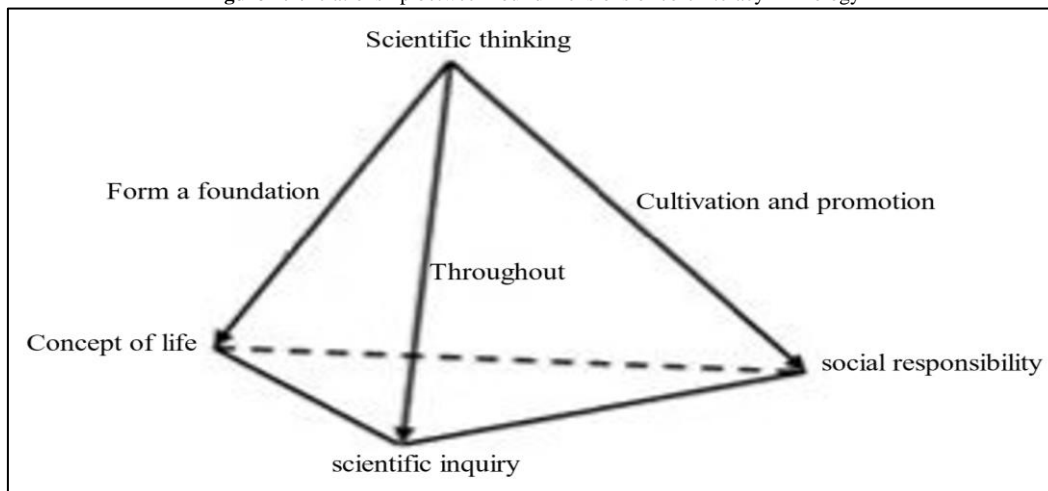 Scientific thinking
Form a foundation
Cultivation and promotion
Throughout
Concept of life
social responsibility
scientific inquiry